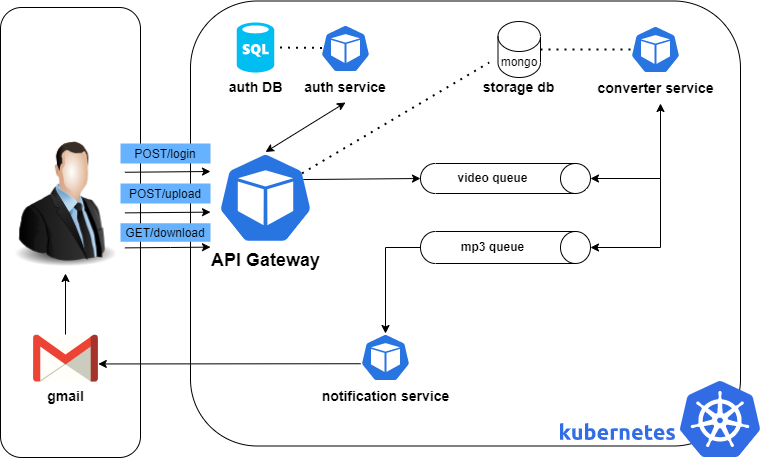 SQL
mongo
auth DB
auth service
storage db
converter service
POST/login
POST/upload
GET/download
video queue
mp3 queue
API Gateway
gmail
notification service
kubernetes